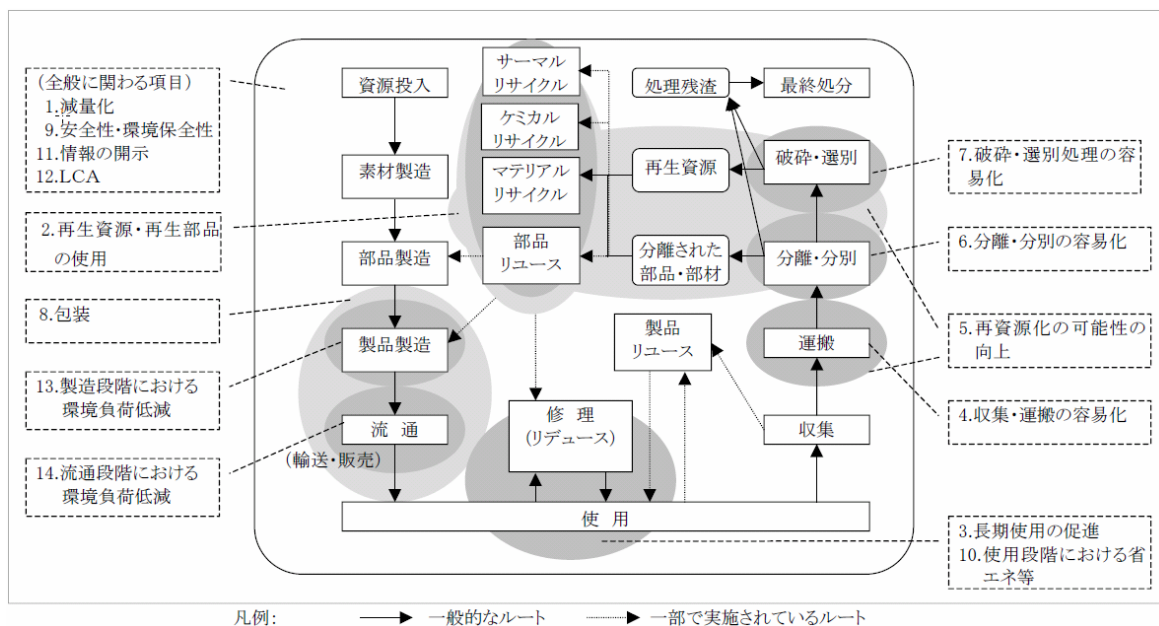 (全般に関わる項目)
1.減量化
9.安全性・環境保全性
11.情報の開示
12.LCA
2.再生資源・再生部品
の使用
8.包装
13.製造段階における
環境負荷低減
14.流通段階における
環境負荷低減
資源投入
素材製造
部品製造
製品製造
流 通
(輸送・販売)
サーマル
リサイクル
ケミカル
リサイクル
マテリアル
リサイクル
部品
リユース
修 理
(リデュース)
処理残渣
最終処分
再生資源
破砕・選別
分離された
部品・部材
分離・分別
製品
リユース
運搬
収集
使 用
7.破砕・選別処理の容
易化
6.分離・分別の容易化
5.再資源化の可能性の
向上
4.収集・運搬の容易化
3.長期使用の促進
10.使用段階における省
エネ等
凡例: 一般的なルート 一部で実施されているルート